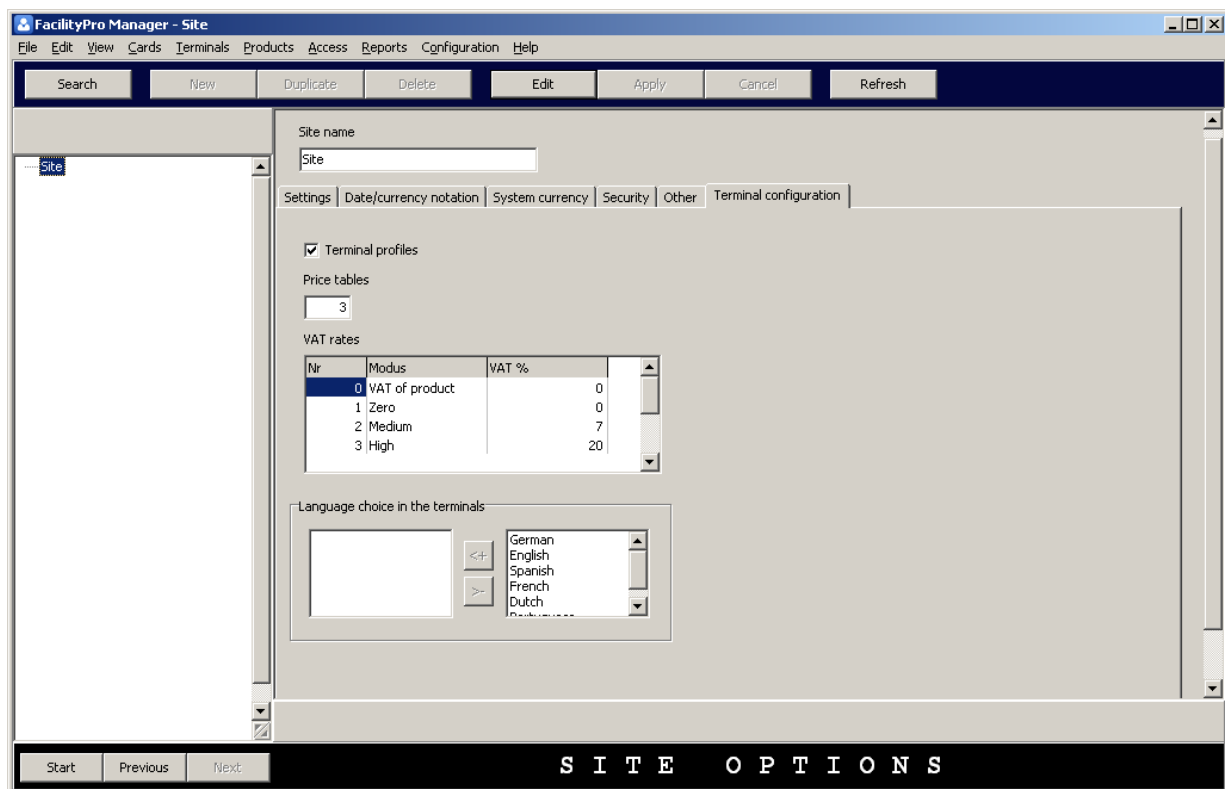 FacilityPro Manager - Site
File Edit View Cards Terminals Products Access Reports Configuration Help
Search New Duplicate Delete Edit Apply Cancel Refresh
Site name
Site
Site
Settings Date/currency notation System currency Security Other Terminal configuration
Terminal profiles
Price tables
3
VAT rates
Nr Modus VAT %
0 VAT of product 0
1 Zero 0
2 Medium 7
3 High 20
Language choice in the terminals
German
<+ English
Spanish
>- French
Dutch
Start Previous Next SITE OPTIONS